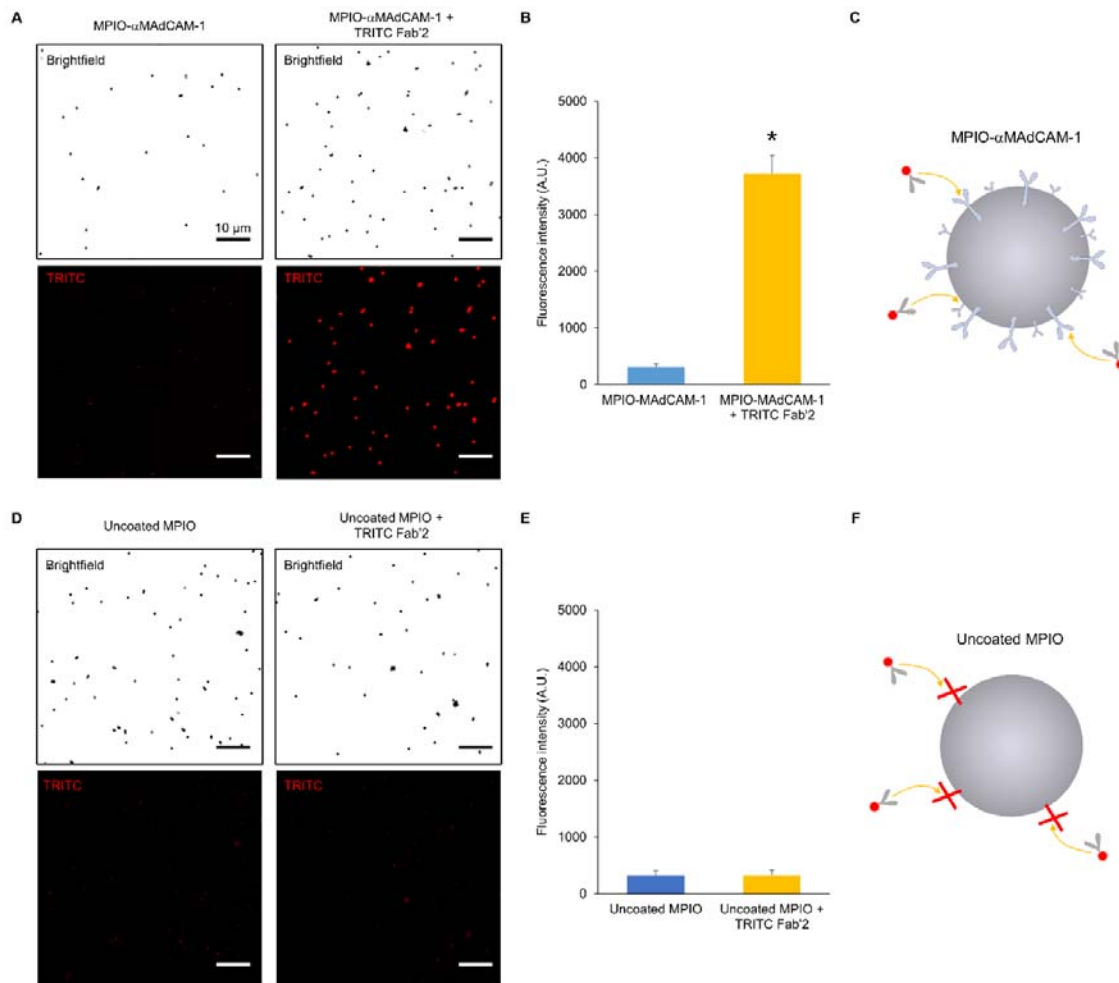 A
MPIO-αMAdCAM-1
MPIO-αMAdCAM-1 +
TRITC Fab'2
Brightfield
10 µm
Brightfield
TRITC
B
5000
4000
3000
2000
1000
0
Fluorescence intensity (A.U.)
*
MPIO-MAdCAM-1
MPIO-MAdCAM-1
+ TRITC Fab'2
C
MPIO-αMAdCAM-1
D
Uncoated MPIO
Uncoated MPIO +
TRITC Fab'2
Brightfield
Brightfield
TRITC
TRITC
E
5000
4000
3000
2000
1000
0
Fluorescence intensity (A.U.)
Uncoated MPIO
Uncoated MPIO +
TRITC Fab'2
F
Uncoated MPIO